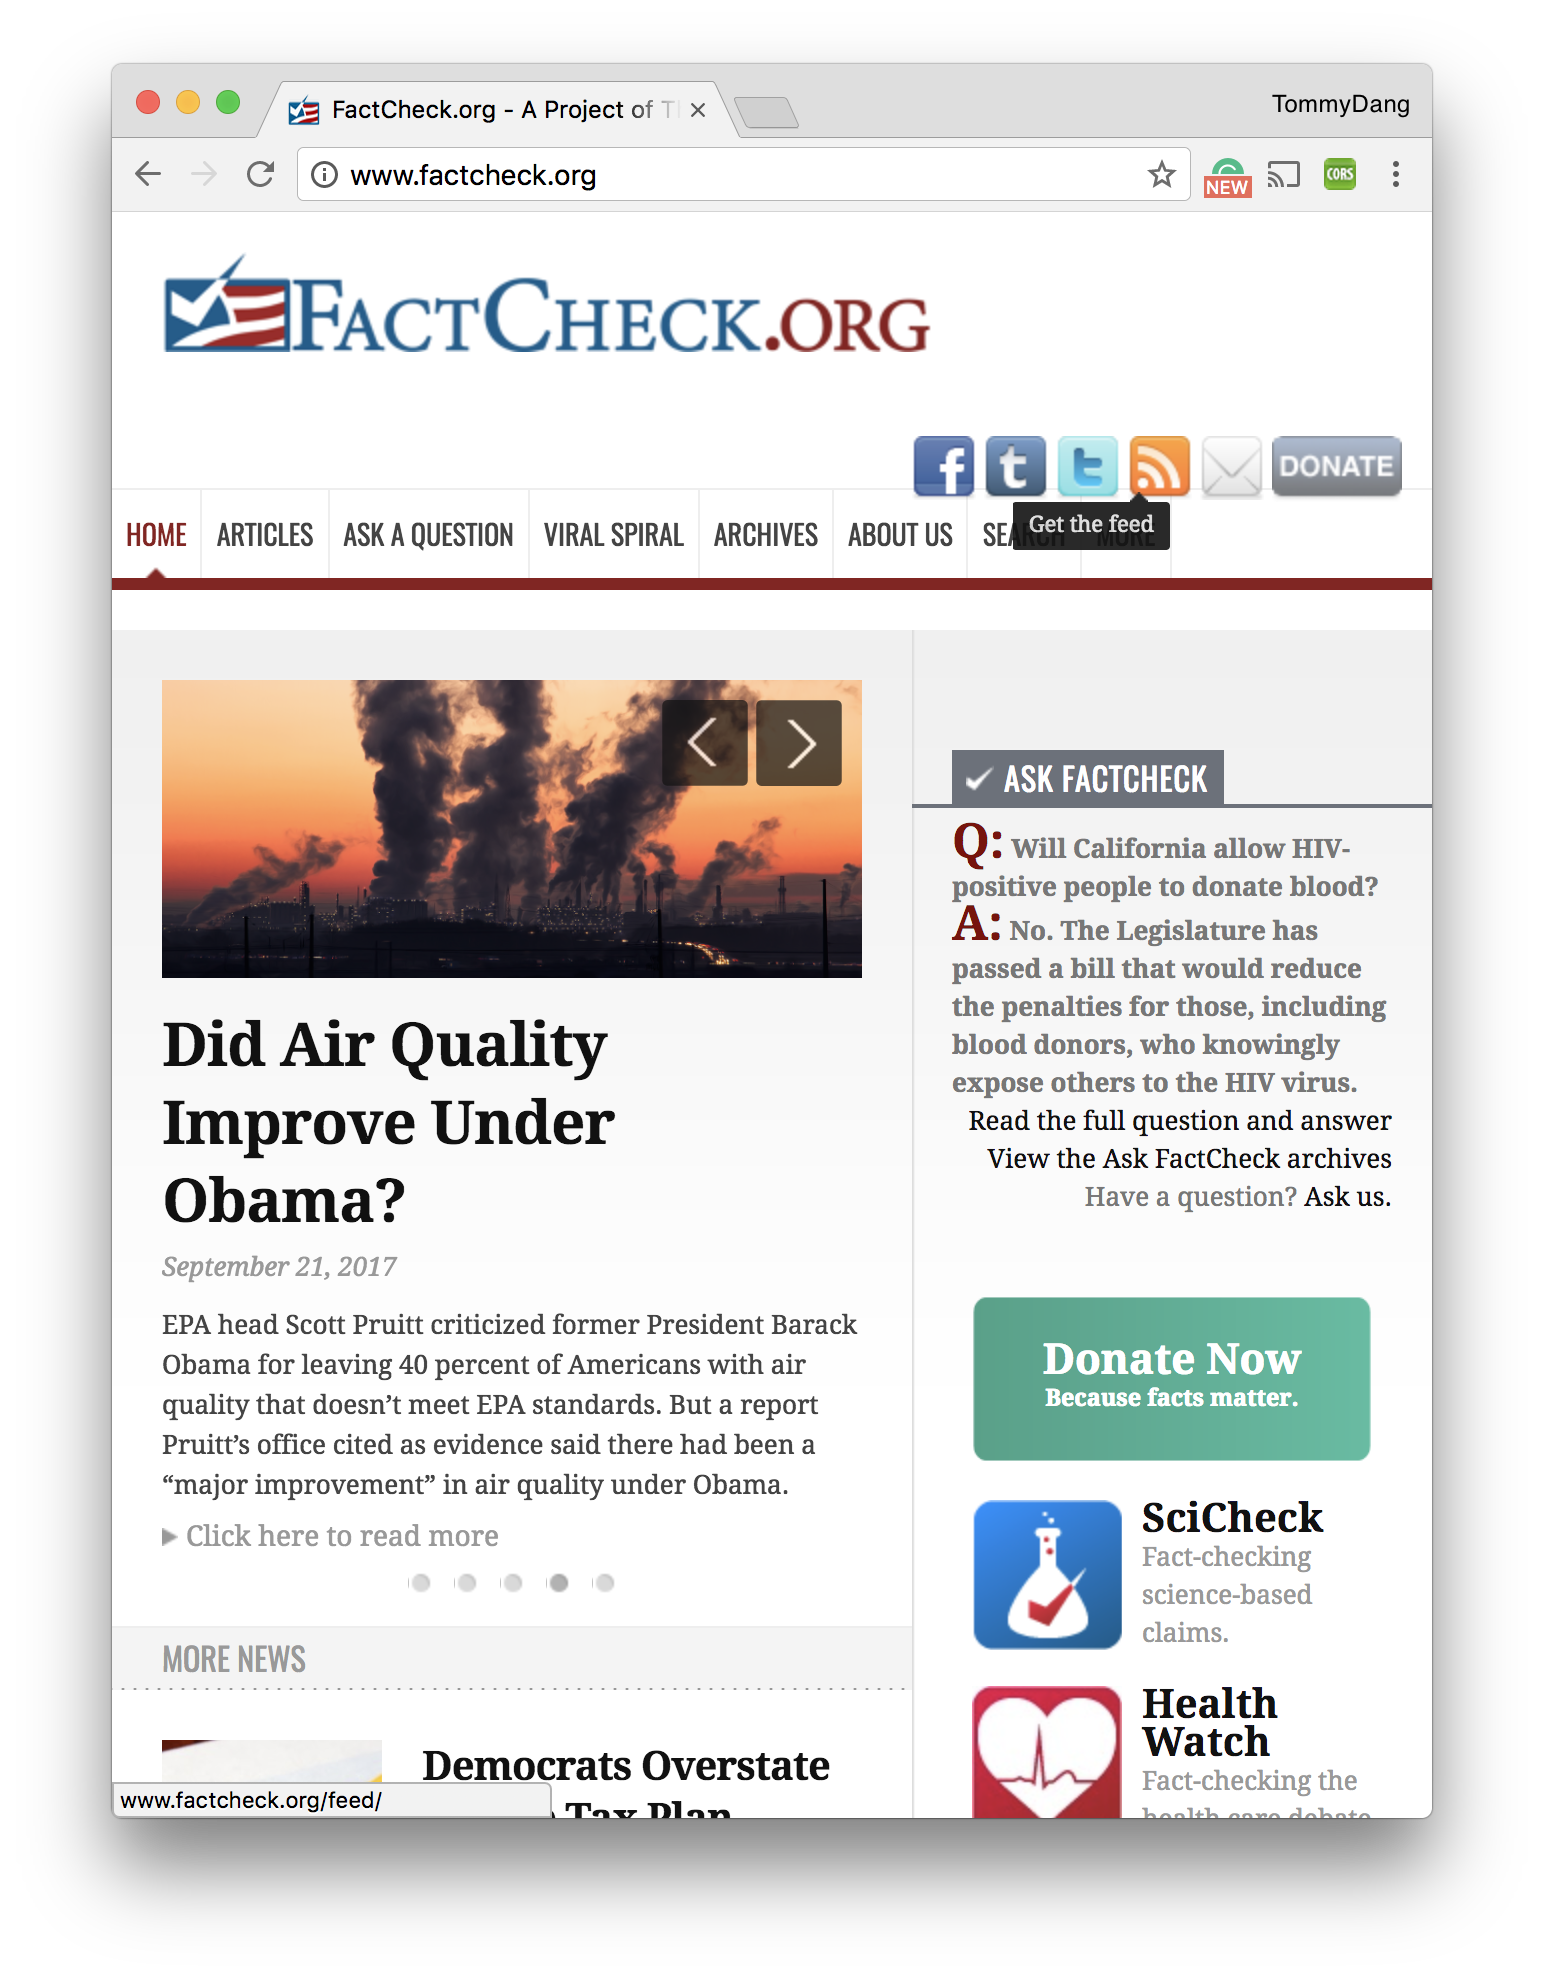 FactCheck.org - A Project of T
TommyDang
www.factcheck.org
NEW
CORS
FACTCHECK.ORG
f t t DONATE
Get the feed
HOME ARTICLES ASK A QUESTION VIRAL SPIRAL ARCHIVES ABOUT US SEARCH MORE
Did Air Quality
Improve Under
Obama?
September 21, 2017
EPA head Scott Pruitt criticized former President Barack
Obama for leaving 40 percent of Americans with air
quality that doesn’t meet EPA standards. But a report
Pruitt’s office cited as evidence said there had been a
“major improvement” in air quality under Obama.
Click here to read more
MORE NEWS
Democrats Overstate
Tax Plan
www.factcheck.org/feed/
ASK FACTCHECK
Q: Will California allow HIV-
positive people to donate blood?
A: No. The Legislature has
passed a bill that would reduce
the penalties for those, including
blood donors, who knowingly
expose others to the HIV virus.
Read the full question and answer
View the Ask FactCheck archives
Have a question? Ask us.
Donate Now
Because facts matter.
SciCheck
Fact-checking
science-based
claims.
Health
Watch
Fact-checking the
health care debate